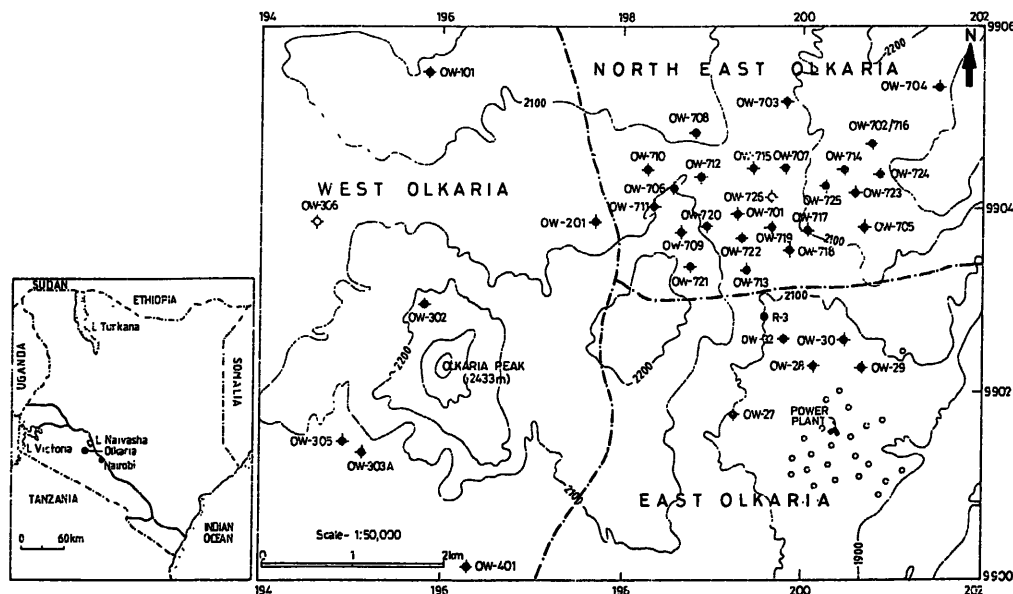 194 196 198 200 202
9906
N
2200
NORTH EAST OLKARIA
OW-101
OW-704
2100
OW-703
OW-708
OW-702/716
OW-710
OW-712
OW-715
OW-707
OW-714
OW-724
WEST OLKARIA
OW-706
OW-726
OW-725
OW-723
OW-306
OW-711
OW-720
OW-701
OW-717
9904
OW-201
OW-705
2100
OW-709
OW-719
OW-722
OW-718
OW-721
OW-713
SUDAN
ETHIOPIA
2100
L Turkana
OW-302
R-3
UGANDA
SOMALIA
2200
OW-32
OW-30
OLKARIA PEAK
(2433m)
2200
OW-28
OW-29
9902
OW-27
POWER
PLANT
L Naivasha
Olkaria
L Victoria
Nairobi
OW-305
OW-303A
TANZANIA
2100
EAST OLKARIA
INDIAN
OCEAN
0 60km
Scale- 1:50,000
0 1 2km
1900
OW-401
9900
194 196 196 200 202